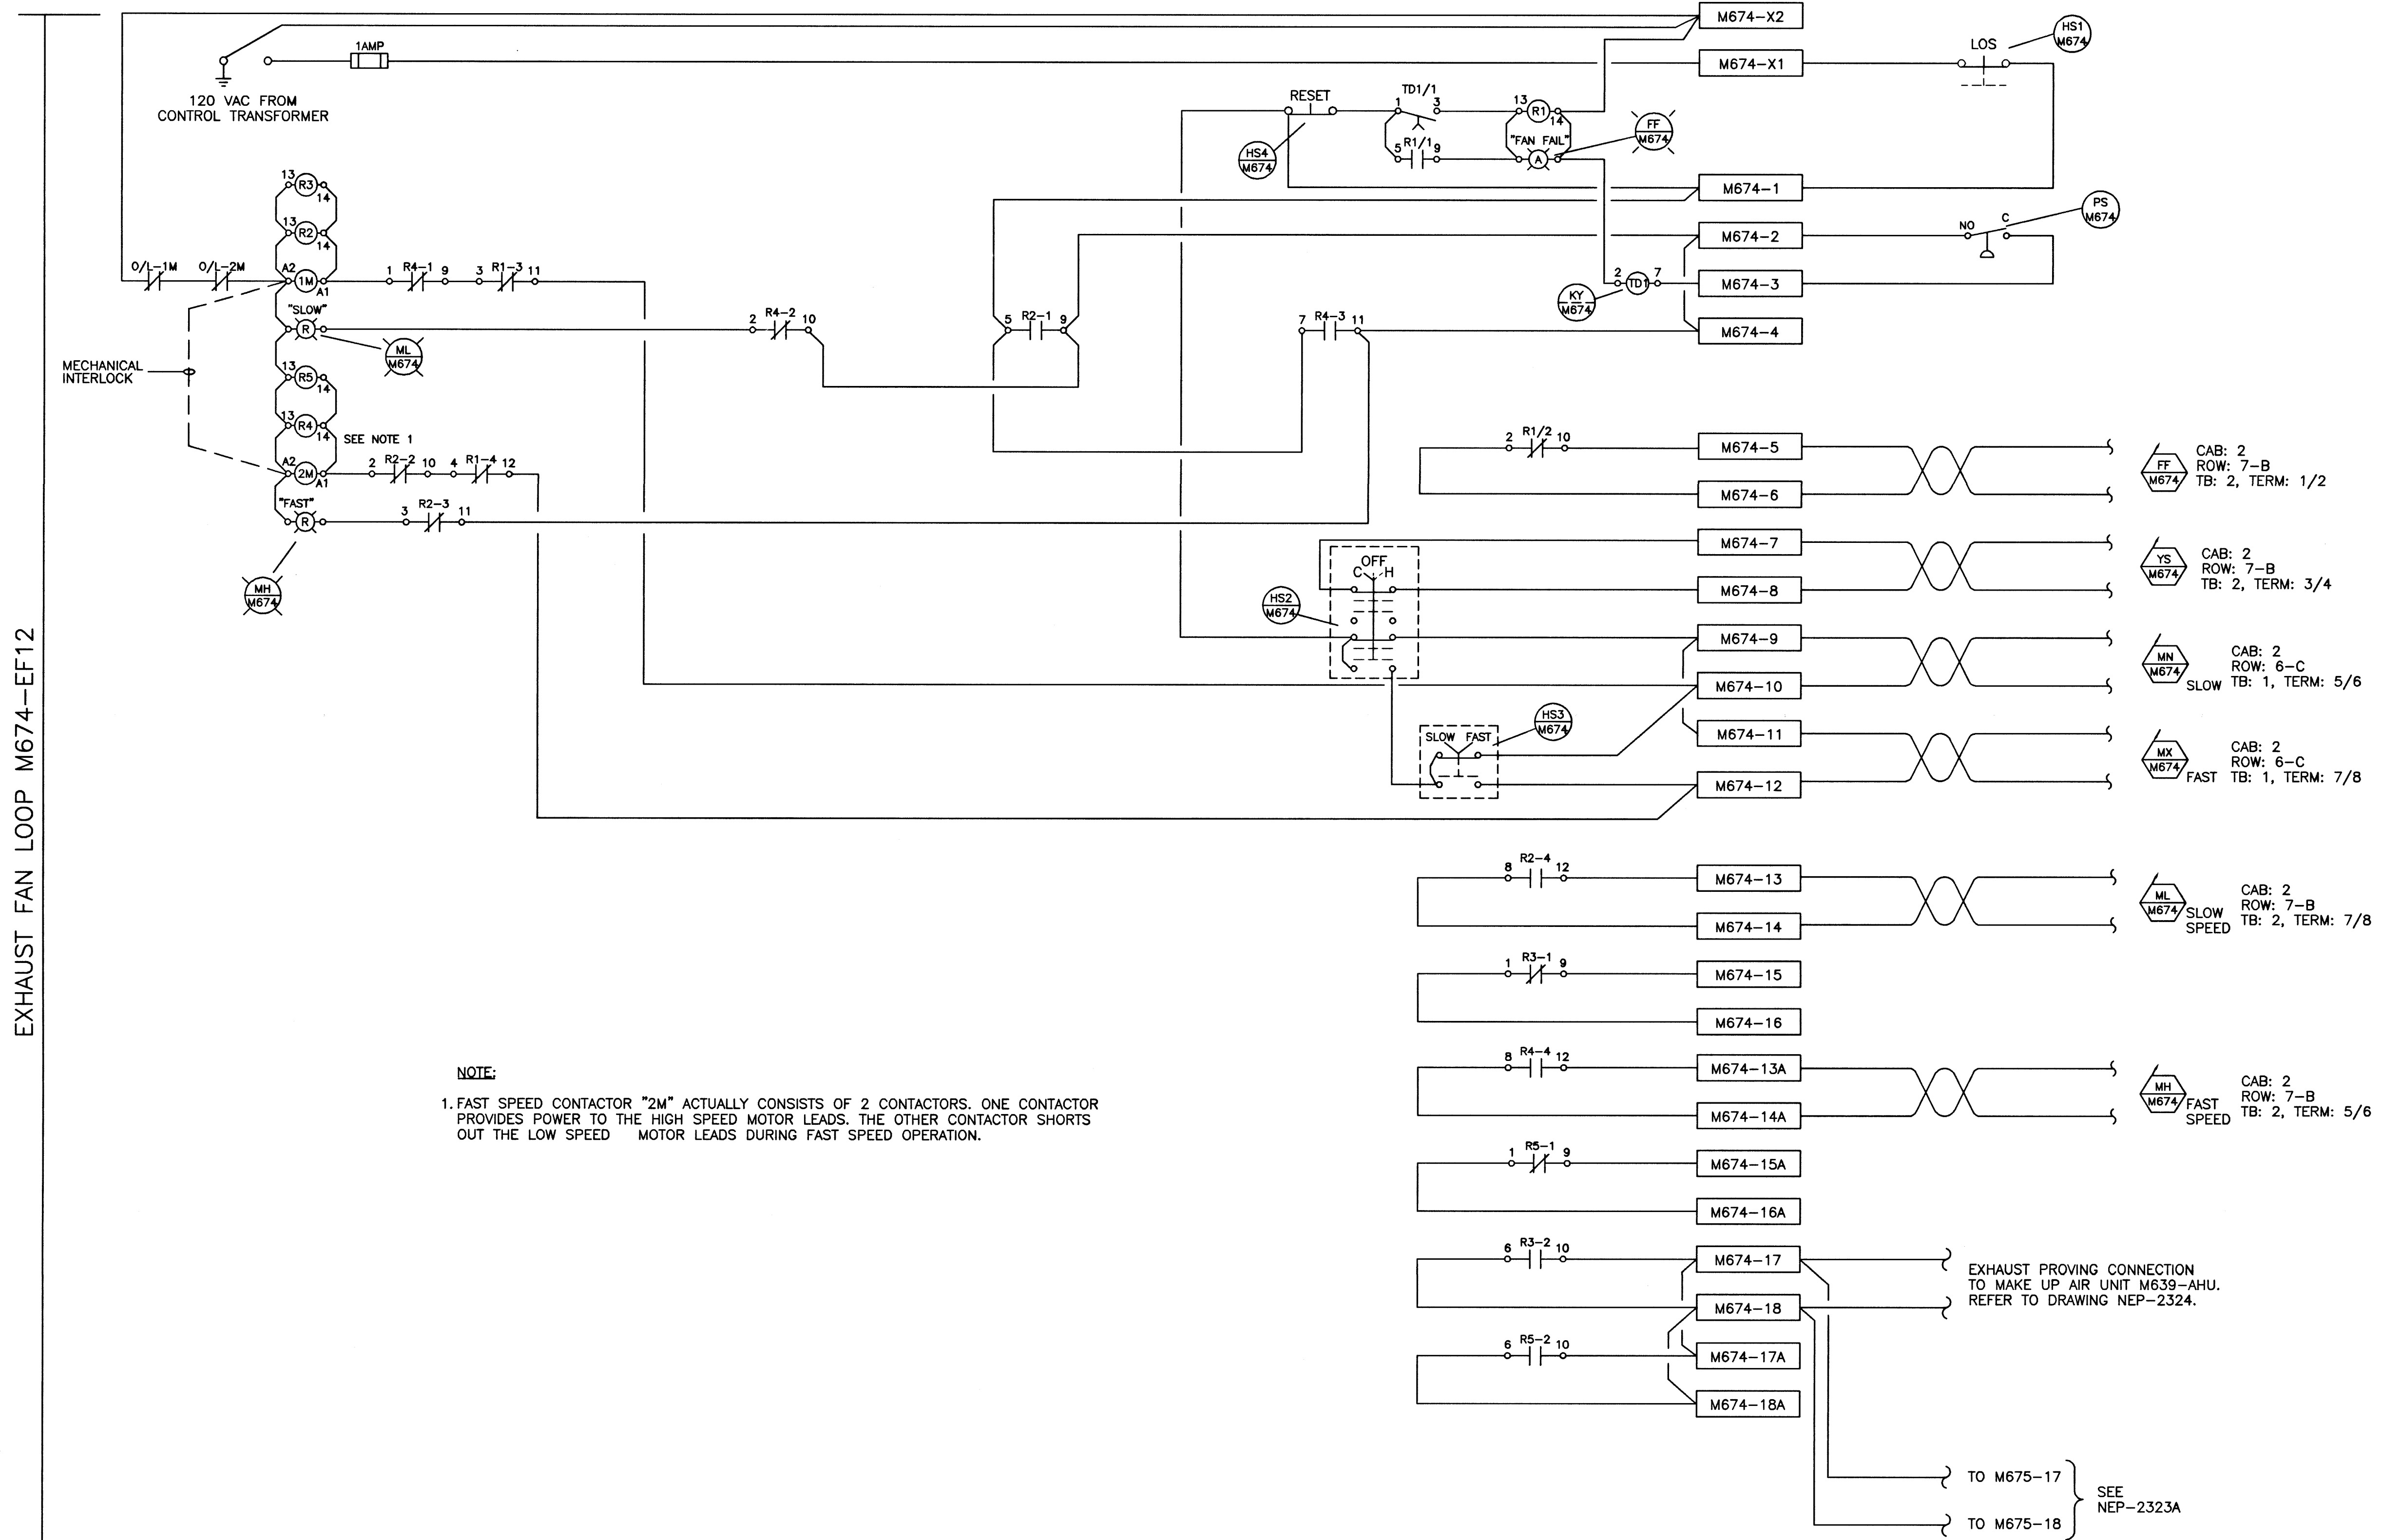 EXHAUST FAN LOOP M674-EF12
M674-X2
1AMP
M674-X1
LOS
HS1
M674
120 VAC FROM
CONTROL TRANSFORMER
RESET
TD1/1
1
3
13
R1
14
"FAN FAIL"
FF
M674
HS4
M674
5
R1/1
9
A
13
R3
14
M674-1
13
R2
14
M674-2
NO
C
PS
M674
O/L-1M
O/L-2M
A2
1M
A1
1
R4-1
9
3
R1-3
11
2
TD1
7
M674-3
KY
M674
"SLOW"
R
ML
M674
2
R4-2
10
5
R2-1
9
7
R4-3
11
M674-4
MECHANICAL
INTERLOCK
13
R5
14
13
R4
14
SEE NOTE 1
A2
2M
A1
2
R2-2
10
4
R1-4
12
2
R1/2
10
M674-5
M674-6
FF
M674
CAB: 2
ROW: 7-B
TB: 2, TERM: 1/2
"FAST"
R
3
R2-3
11
MH
M674
M674-7
M674-8
YS
M674
CAB: 2
ROW: 7-B
TB: 2, TERM: 3/4
OFF
C
H
HS2
M674
M674-9
M674-10
MN
M674
SLOW
CAB: 2
ROW: 6-C
TB: 1, TERM: 5/6
HS3
M674
SLOW FAST
M674-11
M674-12
MX
M674
FAST
CAB: 2
ROW: 6-C
TB: 1, TERM: 7/8
8
R2-4
12
M674-13
M674-14
ML
M674
SLOW
SPEED
CAB: 2
ROW: 7-B
TB: 2, TERM: 7/8
1
R3-1
9
M674-15
M674-16
NOTE:
1. FAST SPEED CONTACTOR "2M" ACTUALLY CONSISTS OF 2 CONTACTORS. ONE CONTACTOR
PROVIDES POWER TO THE HIGH SPEED MOTOR LEADS. THE OTHER CONTACTOR SHORTS
OUT THE LOW SPEED MOTOR LEADS DURING FAST SPEED OPERATION.
8
R4-4
12
M674-13A
M674-14A
MH
M674
FAST
SPEED
CAB: 2
ROW: 7-B
TB: 2, TERM: 5/6
1
R5-1
9
M674-15A
M674-16A
6
R3-2
10
M674-17
M674-18
EXHAUST PROVING CONNECTION
TO MAKE UP AIR UNIT M639-AHU.
REFER TO DRAWING NEP-2324.
6
R5-2
10
M674-17A
M674-18A
TO M675-17
TO M675-18
SEE
NEP-2323A